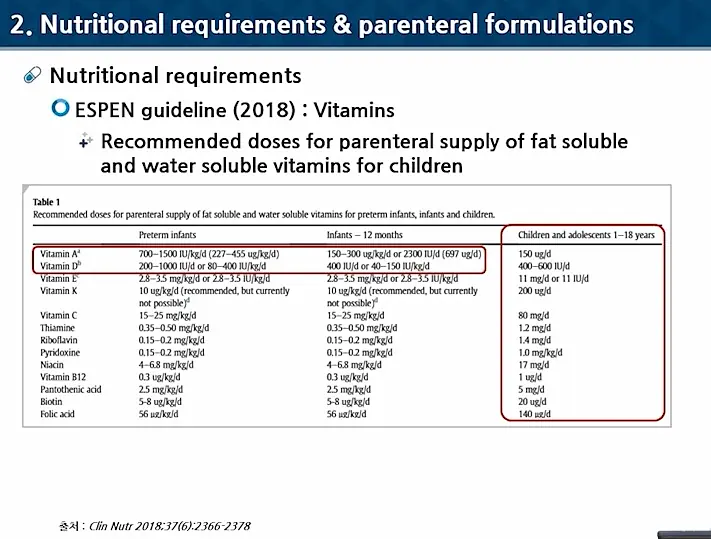 2. Nutritional requirements & parenteral formulations
Nutritional requirements
ESPEN guideline (2018) : Vitamins
Recommended doses for parenteral supply of fat soluble
and water soluble vitamins for children
Table 1
Recommended doses for parenteral supply of fat soluble and water soluble vitamins for preterm infants, infants and children.
Preterm infants Infants – 12 months Children and adolescents 1–18 years
Vitamin Aᵃ 700–1500 IU/kg/d (227–455 ug/kg/d) 150–300 ug/kg/d or 2300 IU/d (697 ug/d) 150 ug/d
Vitamin Dᵇ 200–1000 IU/d or 80–400 IU/kg/d 400 IU/d or 40–150 IU/kg/d 400–600 IU/d
Vitamin Eᶜ 2.8–3.5 mg/kg/d or 2.8–3.5 IU/kg/d 2.8–3.5 mg/kg/d or 2.8–3.5 IU/kg/d 11 mg/d or 11 IU/d
Vitamin K 10 ug/kg/d (recommended, but currently 10 ug/kg/d (recommended, but currently 200 ug/d
not possible)ᵈ not possible)ᵈ
Vitamin C 15–25 mg/kg/d 15–25 mg/kg/d 80 mg/d
Thiamine 0.35–0.50 mg/kg/d 0.35–0.50 mg/kg/d 1.2 mg/d
Riboflavin 0.15–0.2 mg/kg/d 0.15–0.2 mg/kg/d 1.4 mg/d
Pyridoxine 0.15–0.2 mg/kg/d 0.15–0.2 mg/kg/d 1.0 mg/kg/d
Niacin 4–6.8 mg/kg/d 4–6.8 mg/kg/d 17 mg/d
Vitamin B12 0.3 ug/kg/d 0.3 ug/kg/d 1 ug/d
Pantothenic acid 2.5 mg/kg/d 2.5 mg/kg/d 5 mg/d
Biotin 5-8 ug/kg/d 5-8 ug/kg/d 20 ug/d
Folic acid 56 μg/kg/d 56 μg/kg/d 140 μg/d
출처 : Clin Nutr 2018;37(6):2366-2378